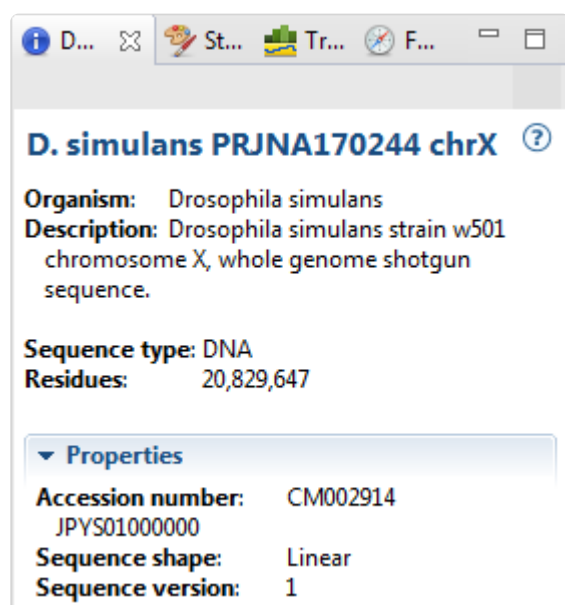 D... St... Tr... F...
D. simulans PRJNA170244 chrX ?
Organism: Drosophila simulans
Description: Drosophila simulans strain w501
chromosome X, whole genome shotgun
sequence.
Sequence type: DNA
Residues: 20,829,647
Properties
Accession number: CM002914
JPYS01000000
Sequence shape: Linear
Sequence version: 1